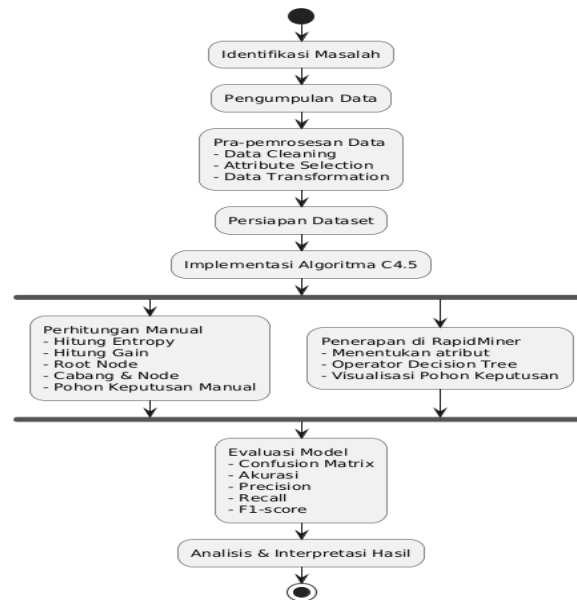 Identifikasi Masalah
Pengumpulan Data
Pra-pemrosesan Data
- Data Cleaning
- Attribute Selection
- Data Transformation
Persiapan Dataset
Implementasi Algoritma C4.5
Perhitungan Manual
- Hitung Entropy
- Hitung Gain
- Root Node
- Cabang & Node
- Pohon Keputusan Manual
Penerapan di RapidMiner
- Menentukan atribut
- Operator Decision Tree
- Visualisasi Pohon Keputusan
Evaluasi Model
- Confusion Matrix
- Akurasi
- Precision
- Recall
- F1-score
Analisis & Interpretasi Hasil